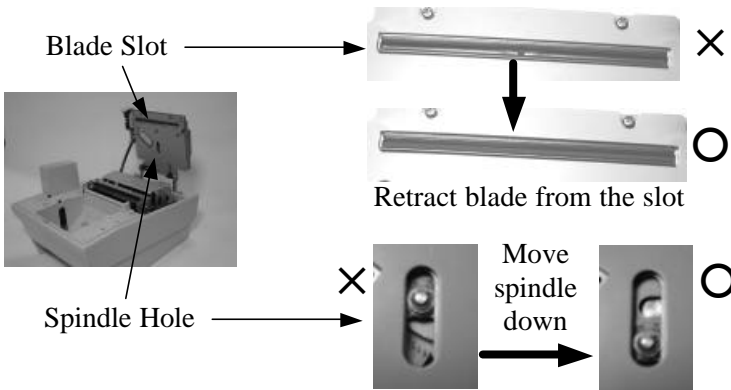 Blade Slot
Retract blade from the slot
Spindle Hole
Move
spindle
down